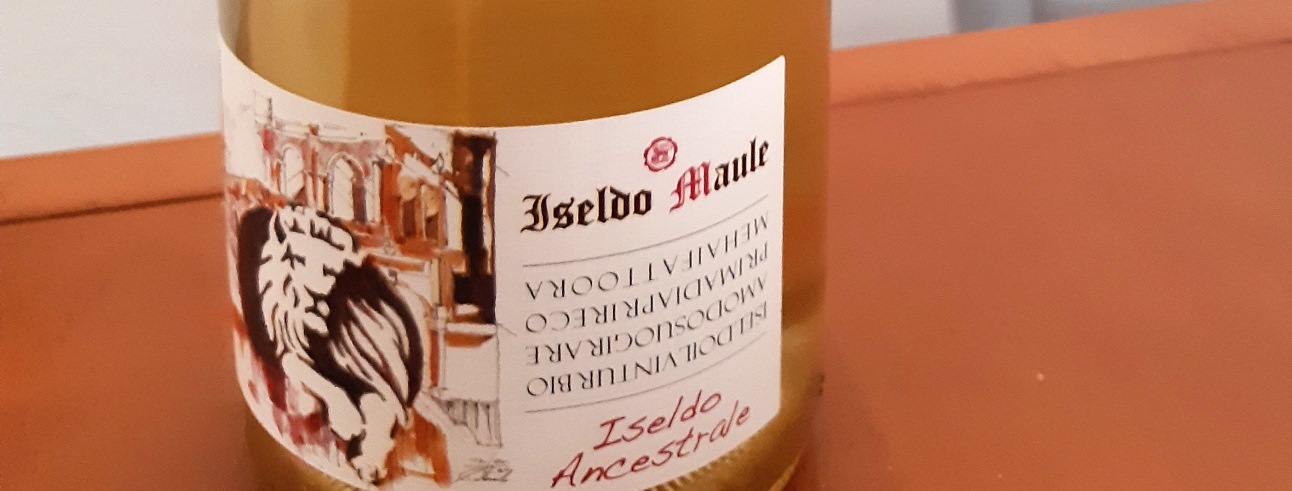 Iseldo Maule
ISELDOILVINTURBIO
AMODOSUOGIRARE
PRIMADIAPRIRECO
MEHAIFATTOORA
Iseldo
Ancestrale